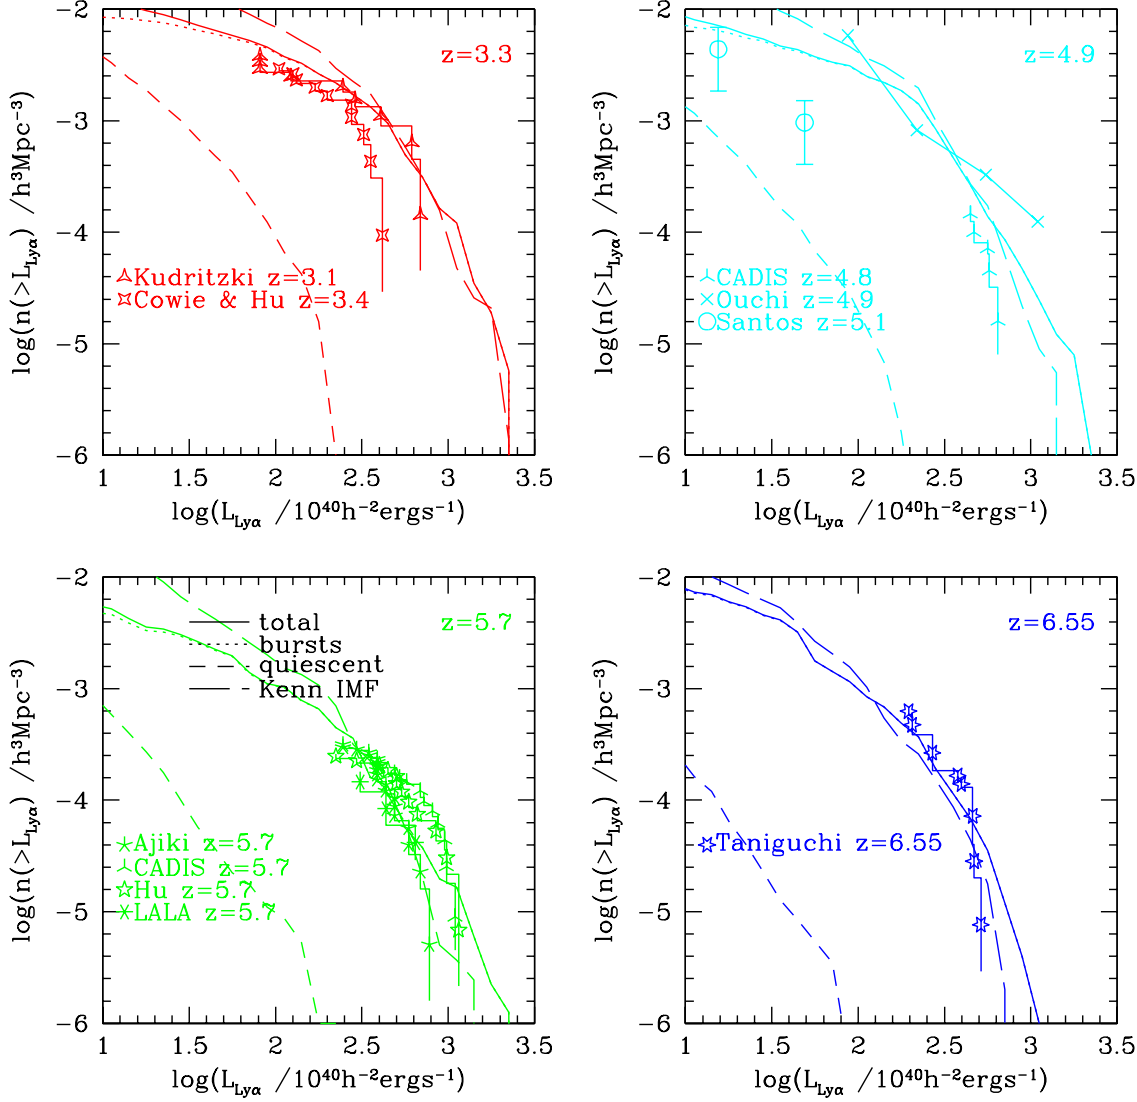 z=3.3
log(n(>L_Lyα) /h³Mpc⁻³)
−2
−3
−4
−5
−6
Kudritzki z=3.1
Cowie & Hu z=3.4
1 1.5 2 2.5 3 3.5
log(L_Lyα /10⁴⁰h⁻²ergs⁻¹)
z=4.9
log(n(>L_Lyα) /h³Mpc⁻³)
−2
−3
−4
−5
−6
CADIS z=4.8
Ouchi z=4.9
Santos z=5.1
1 1.5 2 2.5 3 3.5
log(L_Lyα /10⁴⁰h⁻²ergs⁻¹)
z=5.7
log(n(>L_Lyα) /h³Mpc⁻³)
−2
−3
−4
−5
−6
total
bursts
quiescent
Kenn IMF
Ajiki z=5.7
CADIS z=5.7
Hu z=5.7
LALA z=5.7
1 1.5 2 2.5 3 3.5
log(L_Lyα /10⁴⁰h⁻²ergs⁻¹)
z=6.55
log(n(>L_Lyα) /h³Mpc⁻³)
−2
−3
−4
−5
−6
Taniguchi z=6.55
1 1.5 2 2.5 3 3.5
log(L_Lyα /10⁴⁰h⁻²ergs⁻¹)